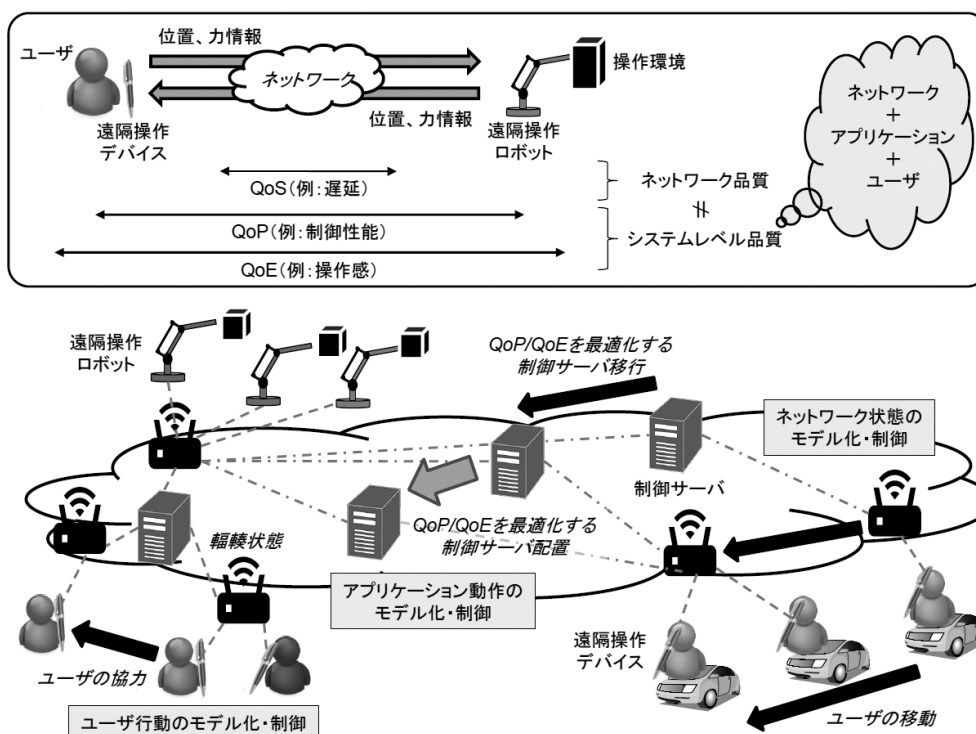 ユーザ
位置、力情報
ネットワーク
位置、力情報
操作環境
遠隔操作
デバイス
遠隔操作
ロボット
QoS(例:遅延)
QoP(例:制御性能)
QoE(例:操作感)
ネットワーク品質
≠
システムレベル品質
ネットワーク
+
アプリケーション
+
ユーザ
遠隔操作
ロボット
QoP/QoEを最適化する
制御サーバ移行
ネットワーク状態の
モデル化・制御
制御サーバ
輻輳状態
QoP/QoEを最適化する
制御サーバ配置
アプリケーション動作の
モデル化・制御
遠隔操作
デバイス
ユーザの協力
ユーザの移動
ユーザ行動のモデル化・制御